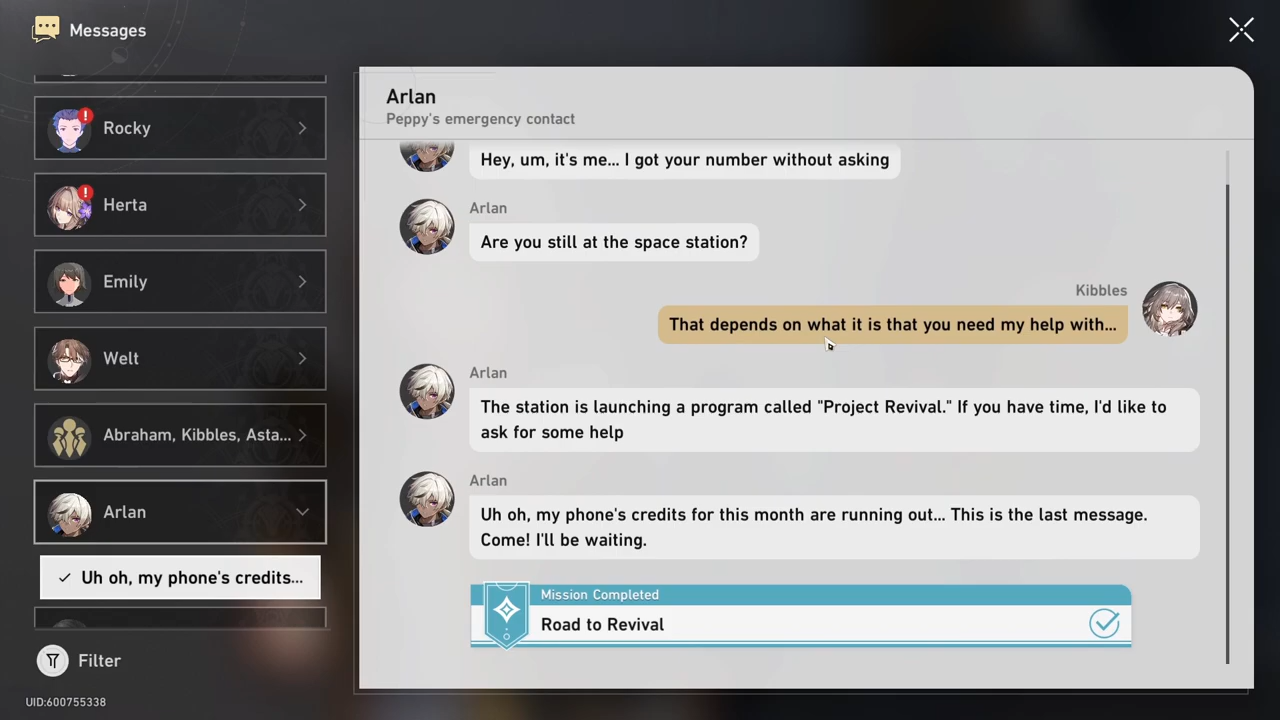 Messages
Rocky
Herta
Emily
Welt
Abraham, Kibbles, Asta...
Arlan
Uh oh, my phone's credits...
Filter
UID:600755338
Arlan
Peppy's emergency contact
Hey, um, it's me... I got your number without asking
Arlan
Are you still at the space station?
Kibbles
That depends on what it is that you need my help with...
Arlan
The station is launching a program called "Project Revival." If you have time, I'd like to
ask for some help
Arlan
Uh oh, my phone's credits for this month are running out... This is the last message.
Come! I'll be waiting.
Mission Completed
Road to Revival